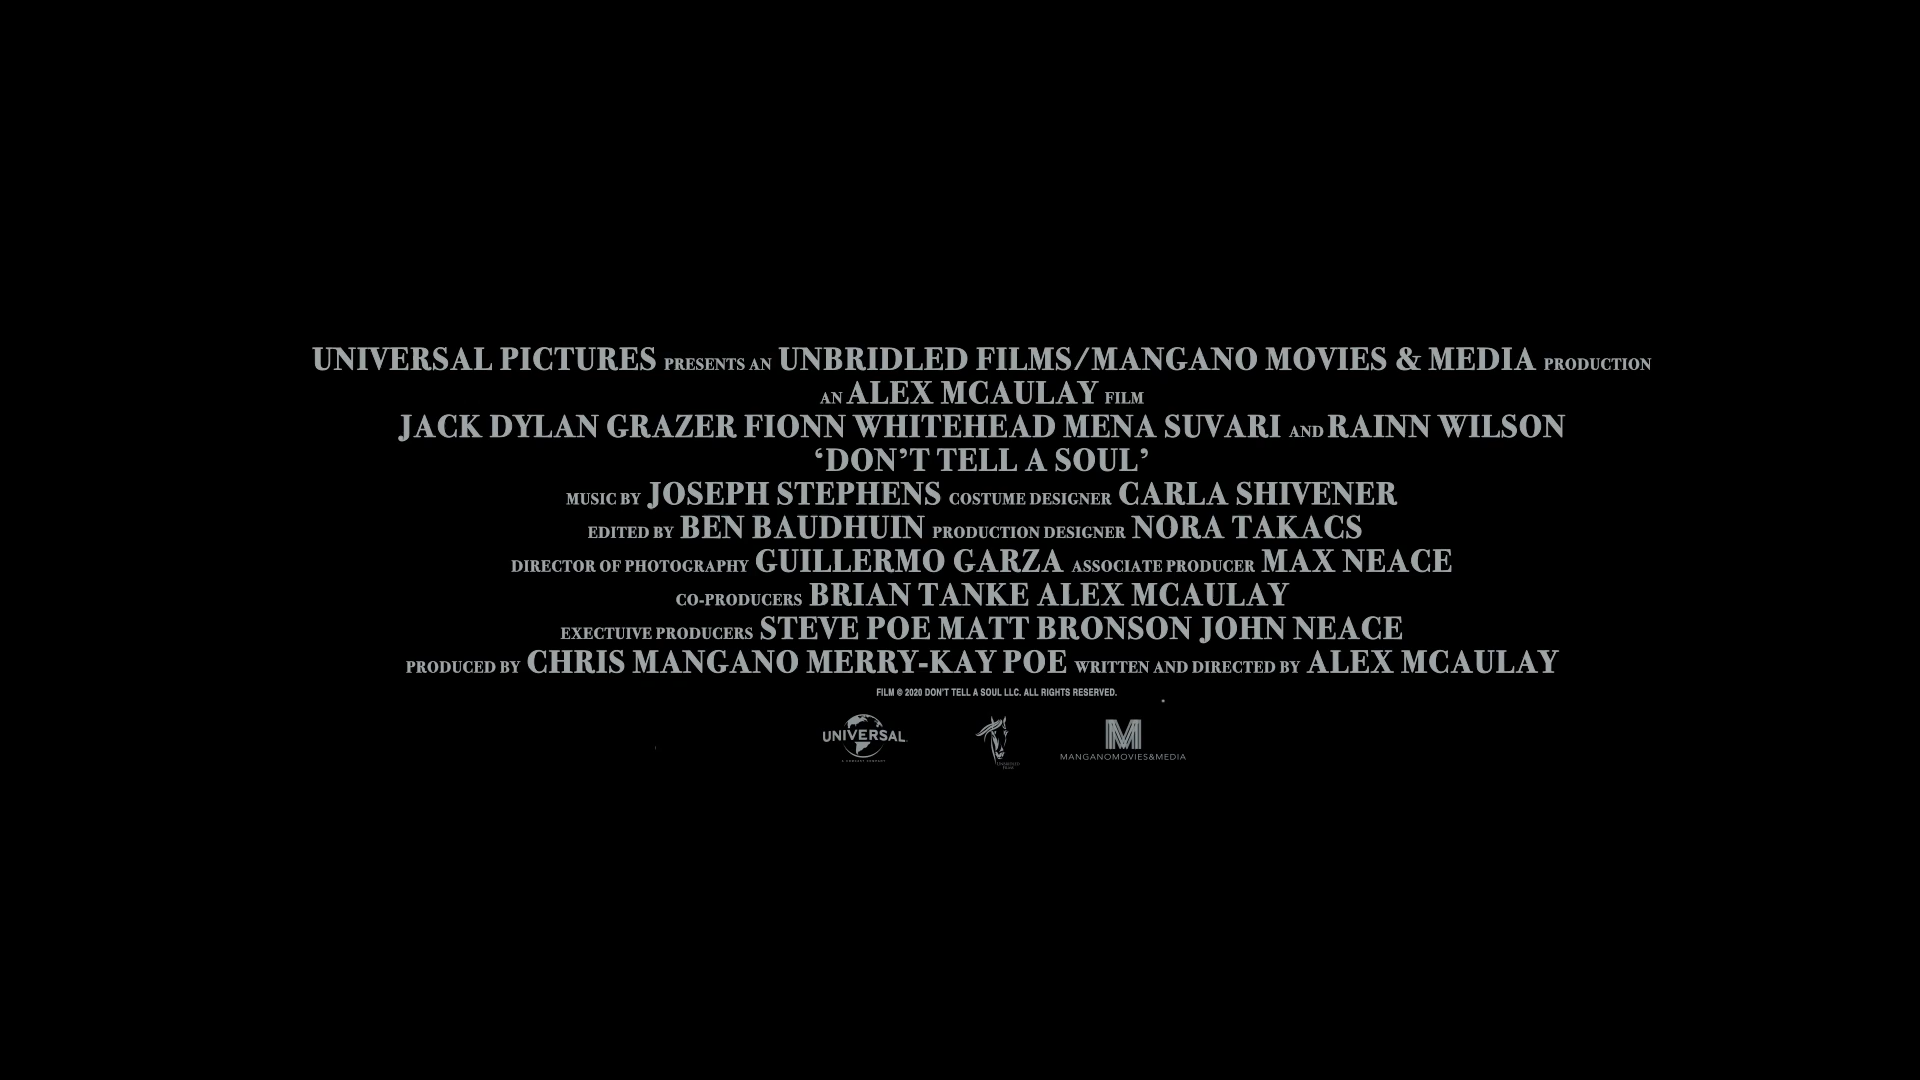 UNIVERSAL PICTURES PRESENTS AN UNBRIDLED FILMS/MANGANO MOVIES & MEDIA PRODUCTION
AN ALEX MCAULAY FILM
JACK DYLAN GRAZER FIONN WHITEHEAD MENA SUVARI AND RAINN WILSON
‘DON’T TELL A SOUL’
MUSIC BY JOSEPH STEPHENS COSTUME DESIGNER CARLA SHIVENER
EDITED BY BEN BAUDHUIN PRODUCTION DESIGNER NORA TAKACS
DIRECTOR OF PHOTOGRAPHY GUILLERMO GARZA ASSOCIATE PRODUCER MAX NEACE
CO-PRODUCERS BRIAN TANKE ALEX MCAULAY
EXECTUIVE PRODUCERS STEVE POE MATT BRONSON JOHN NEACE
PRODUCED BY CHRIS MANGANO MERRY-KAY POE WRITTEN AND DIRECTED BY ALEX MCAULAY
FILM © 2020 DON'T TELL A SOUL LLC. ALL RIGHTS RESERVED.
UNIVERSAL
A COMCAST COMPANY
UNBRIDLED
FILMS
M
MANGANOMOVIES&MEDIA